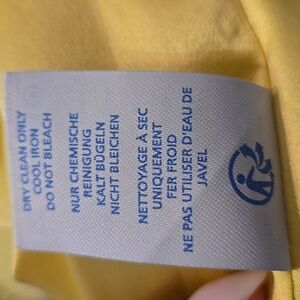 DRY CLEAN ONLY
COOL IRON
DO NOT BLEACH
NUR CHEMISCHE
REINIGUNG
KALT BÜGELN
NICHT BLEICHEN
NETTOYAGE À SEC
UNIQUEMENT
FER FROID
NE PAS UTILISER D'EAU DE
JAVEL